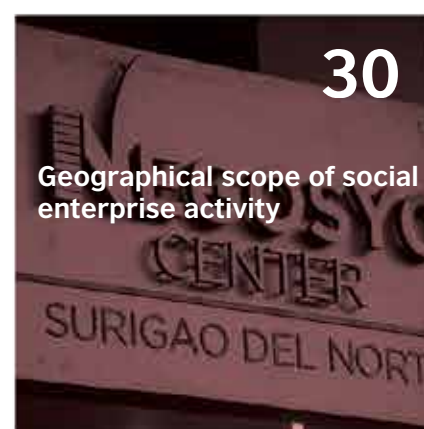 30
Geographical scope of social
enterprise activity
CENTER
SURIGAO DEL NORT